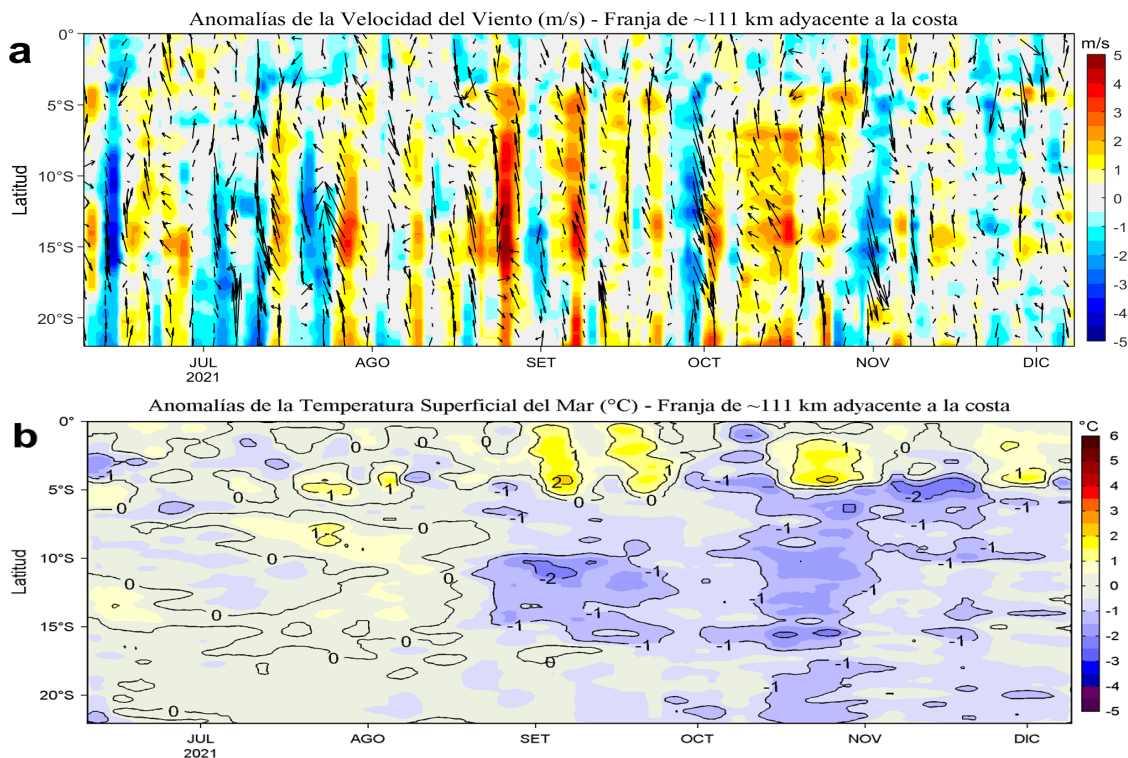 Anomalías de la Velocidad del Viento (m/s) - Franja de ~111 km adyacente a la costa
a
m/s
0°
5°S
10°S
15°S
20°S
Latitud
5
4
3
2
1
0
-1
-2
-3
-4
-5
JUL
2021
AGO
SET
OCT
NOV
DIC
Anomalías de la Temperatura Superficial del Mar (°C) - Franja de ~111 km adyacente a la costa
b
°C
0°
5°S
10°S
15°S
20°S
Latitud
6
5
4
3
2
1
0
-1
-2
-3
-4
-5
JUL
2021
AGO
SET
OCT
NOV
DIC